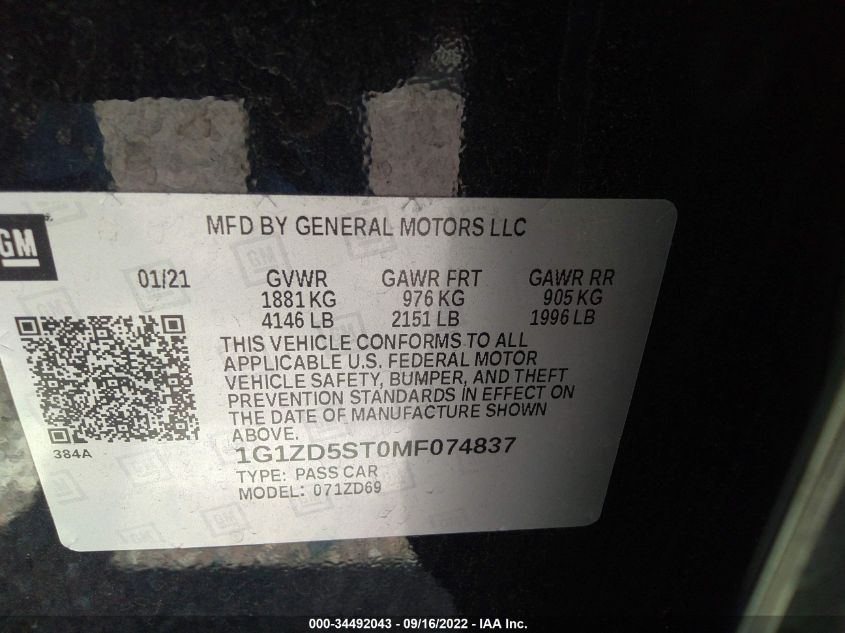 GM
MFD BY GENERAL MOTORS LLC
01/21 GVWR GAWR FRT GAWR RR
1881 KG 976 KG 905 KG
4146 LB 2151 LB 1996 LB
THIS VEHICLE CONFORMS TO ALL
APPLICABLE U.S. FEDERAL MOTOR
VEHICLE SAFETY, BUMPER, AND THEFT
PREVENTION STANDARDS IN EFFECT ON
THE DATE OF MANUFACTURE SHOWN
ABOVE.
384A
1G1ZD5ST0MF074837
TYPE: PASS CAR
MODEL: 071ZD69
000-34492043 - 09/16/2022 - IAA Inc.